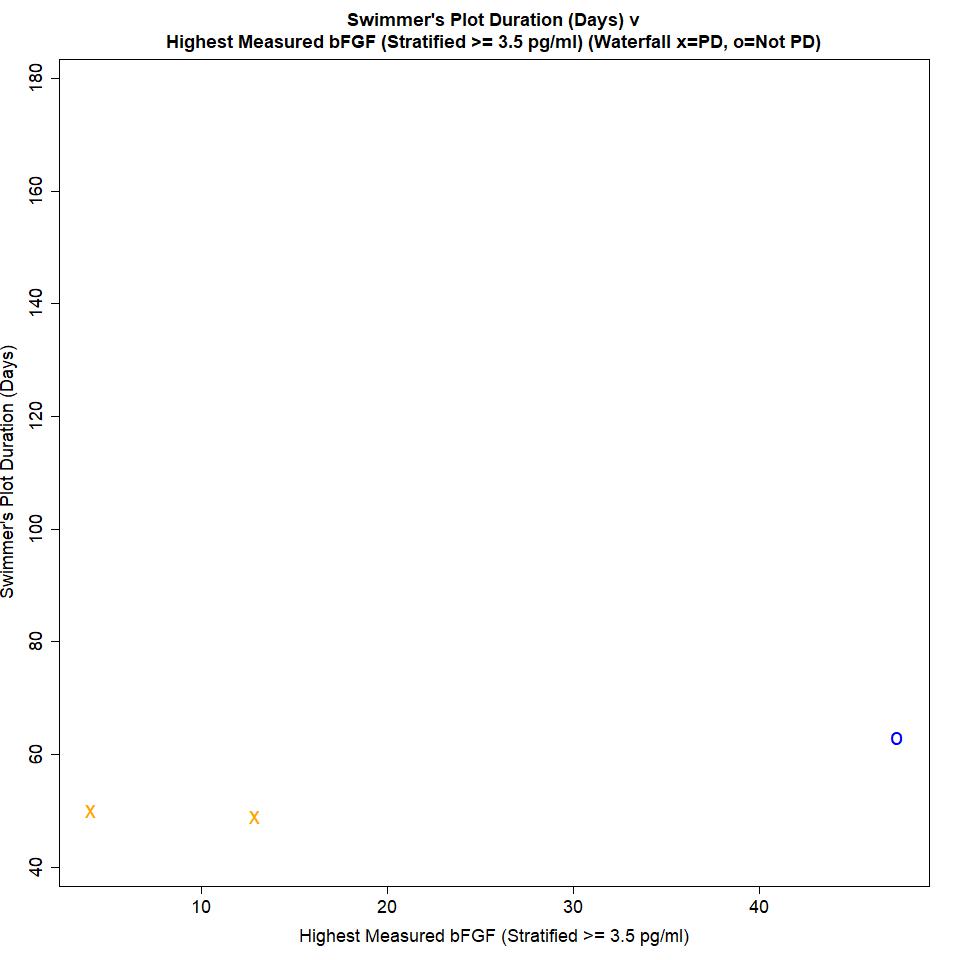 Swimmer's Plot Duration (Days) v
Highest Measured bFGF (Stratified >= 3.5 pg/ml) (Waterfall x=PD, o=Not PD)
Swimmer's Plot Duration (Days)
180
160
140
120
100
80
60
40
x
x
o
10
20
30
40
Highest Measured bFGF (Stratified >= 3.5 pg/ml)